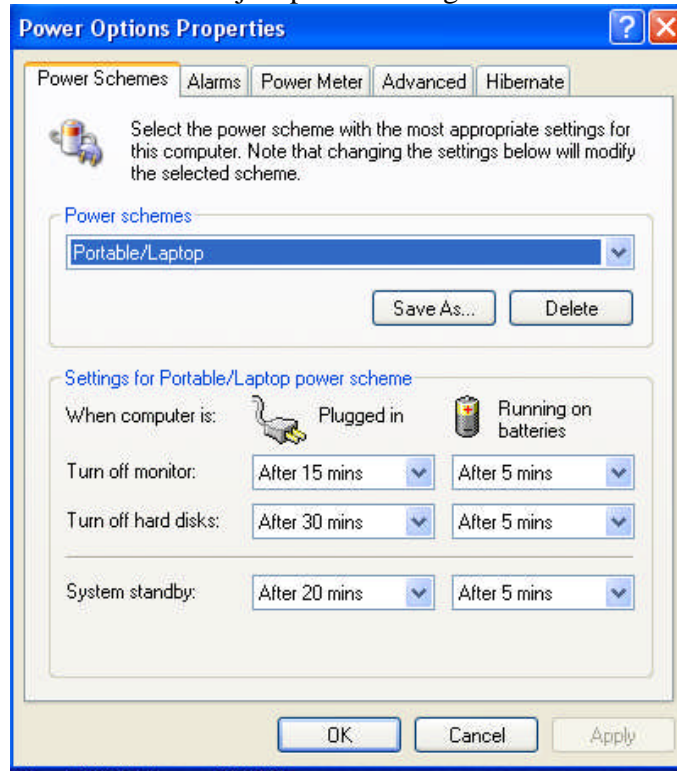 Power Options Properties
Power Schemes Alarms Power Meter Advanced Hibernate
Select the power scheme with the most appropriate settings for
this computer. Note that changing the settings below will modify
the selected scheme.
Power schemes
Portable/Laptop
Save As... Delete
Settings for Portable/Laptop power scheme
When computer is: Plugged in Running on
batteries
Turn off monitor: After 15 mins After 5 mins
Turn off hard disks: After 30 mins After 5 mins
System standby: After 20 mins After 5 mins
OK Cancel Apply